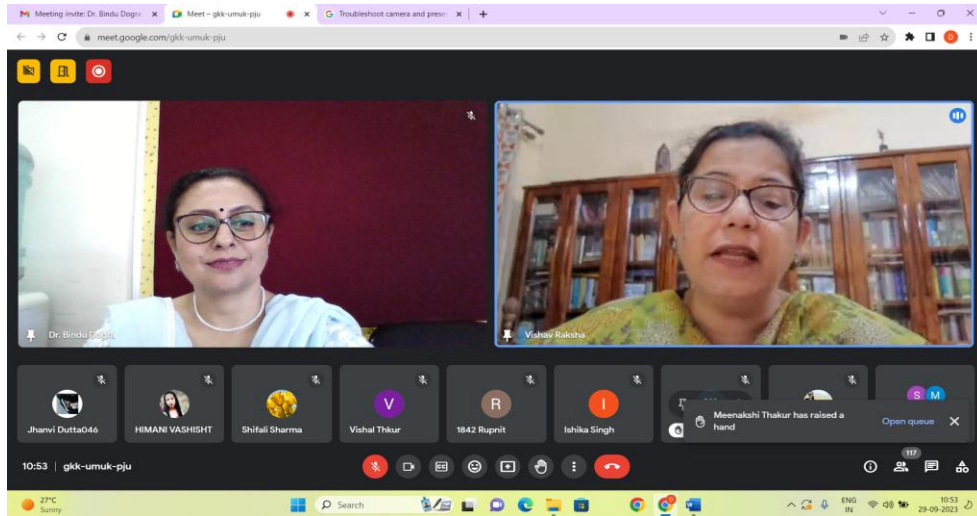 Meeting invite: Dr. Bindu Dogra
Meet – gkk-umuk-pju
Troubleshoot camera and prese
meet.google.com/gkk-umuk-pju
Dr. Bindu Dogra
Vishav Raksha
Jhanvi Dutta046
HIMANI VASHISHT
Shifali Sharma
V
Vishal Thkur
R
1842 Rupnit
I
Ishika Singh
S M
Meenakshi Thakur has raised a
hand
Open queue
10:53 | gkk-umuk-pju
117
27°C
Sunny
Search
ENG
IN
10:53
29-09-2023